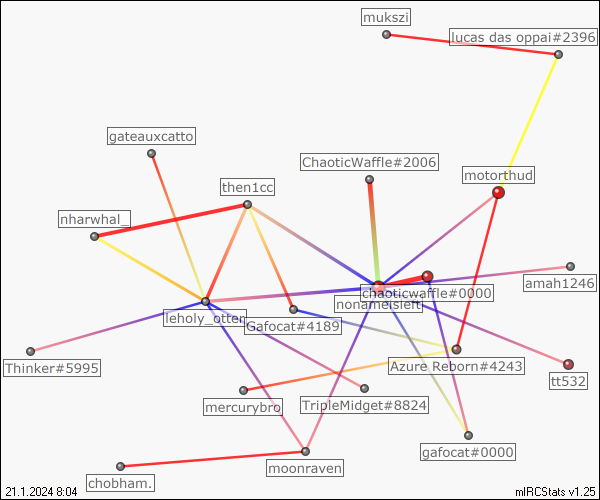 mukszi
lucas das oppai#2396
gateauxcatto
ChaoticWaffle#2006
motorthud
then1cc
nharwhal_
amah1246
chaoticwaffle#0000
nonamesleft
leholy_otter
Gafocat#4189
Thinker#5995
Azure Reborn#4243
tt532
mercurybro
TripleMidget#8824
gafocat#0000
moonraven
chobham.
21.1.2024 8:04
mIRCStats v1.25